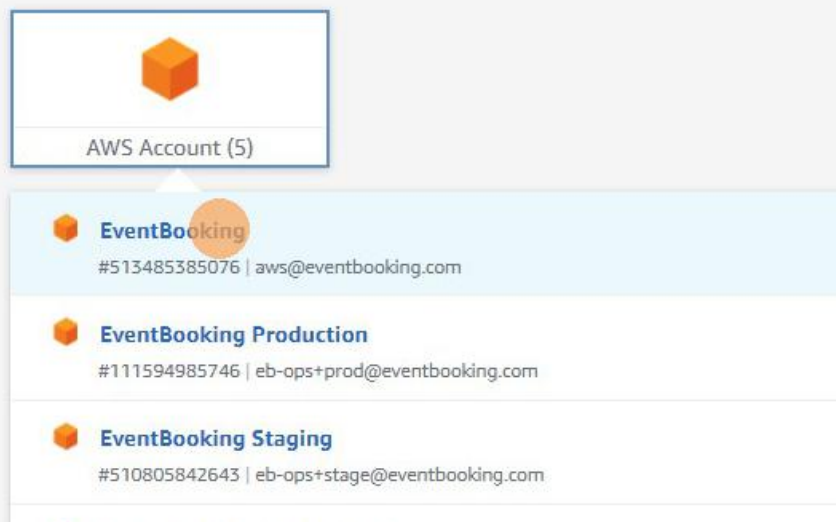 AWS Account (5)
EventBooking
#513485385076 | aws@eventbooking.com
EventBooking Production
#111594985746 | eb-ops+prod@eventbooking.com
EventBooking Staging
#510805842643 | eb-ops+stage@eventbooking.com